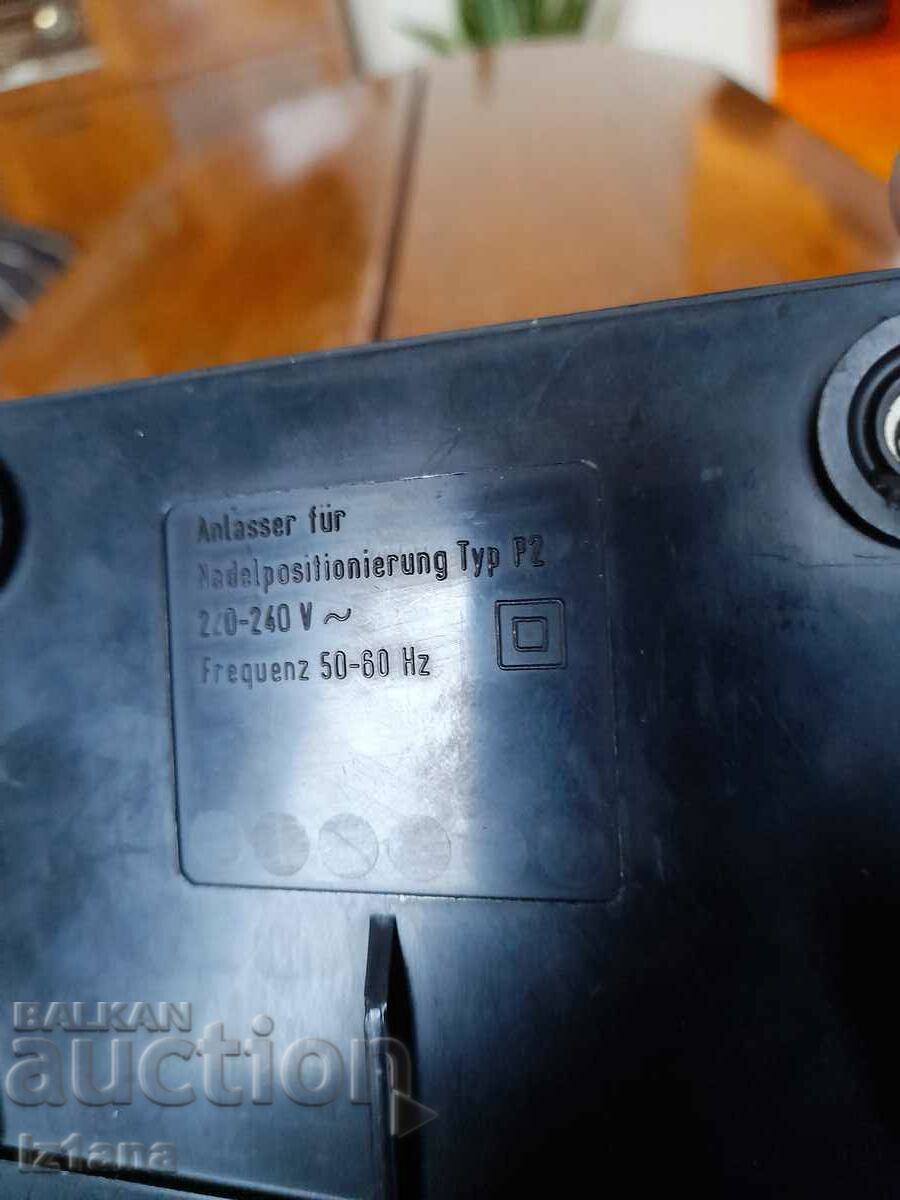 Anlasser für
Nadelpositionierung Typ P2
220-240 V ~
Frequenz 50-60 Hz
BALKAN
auction
Iz1ana